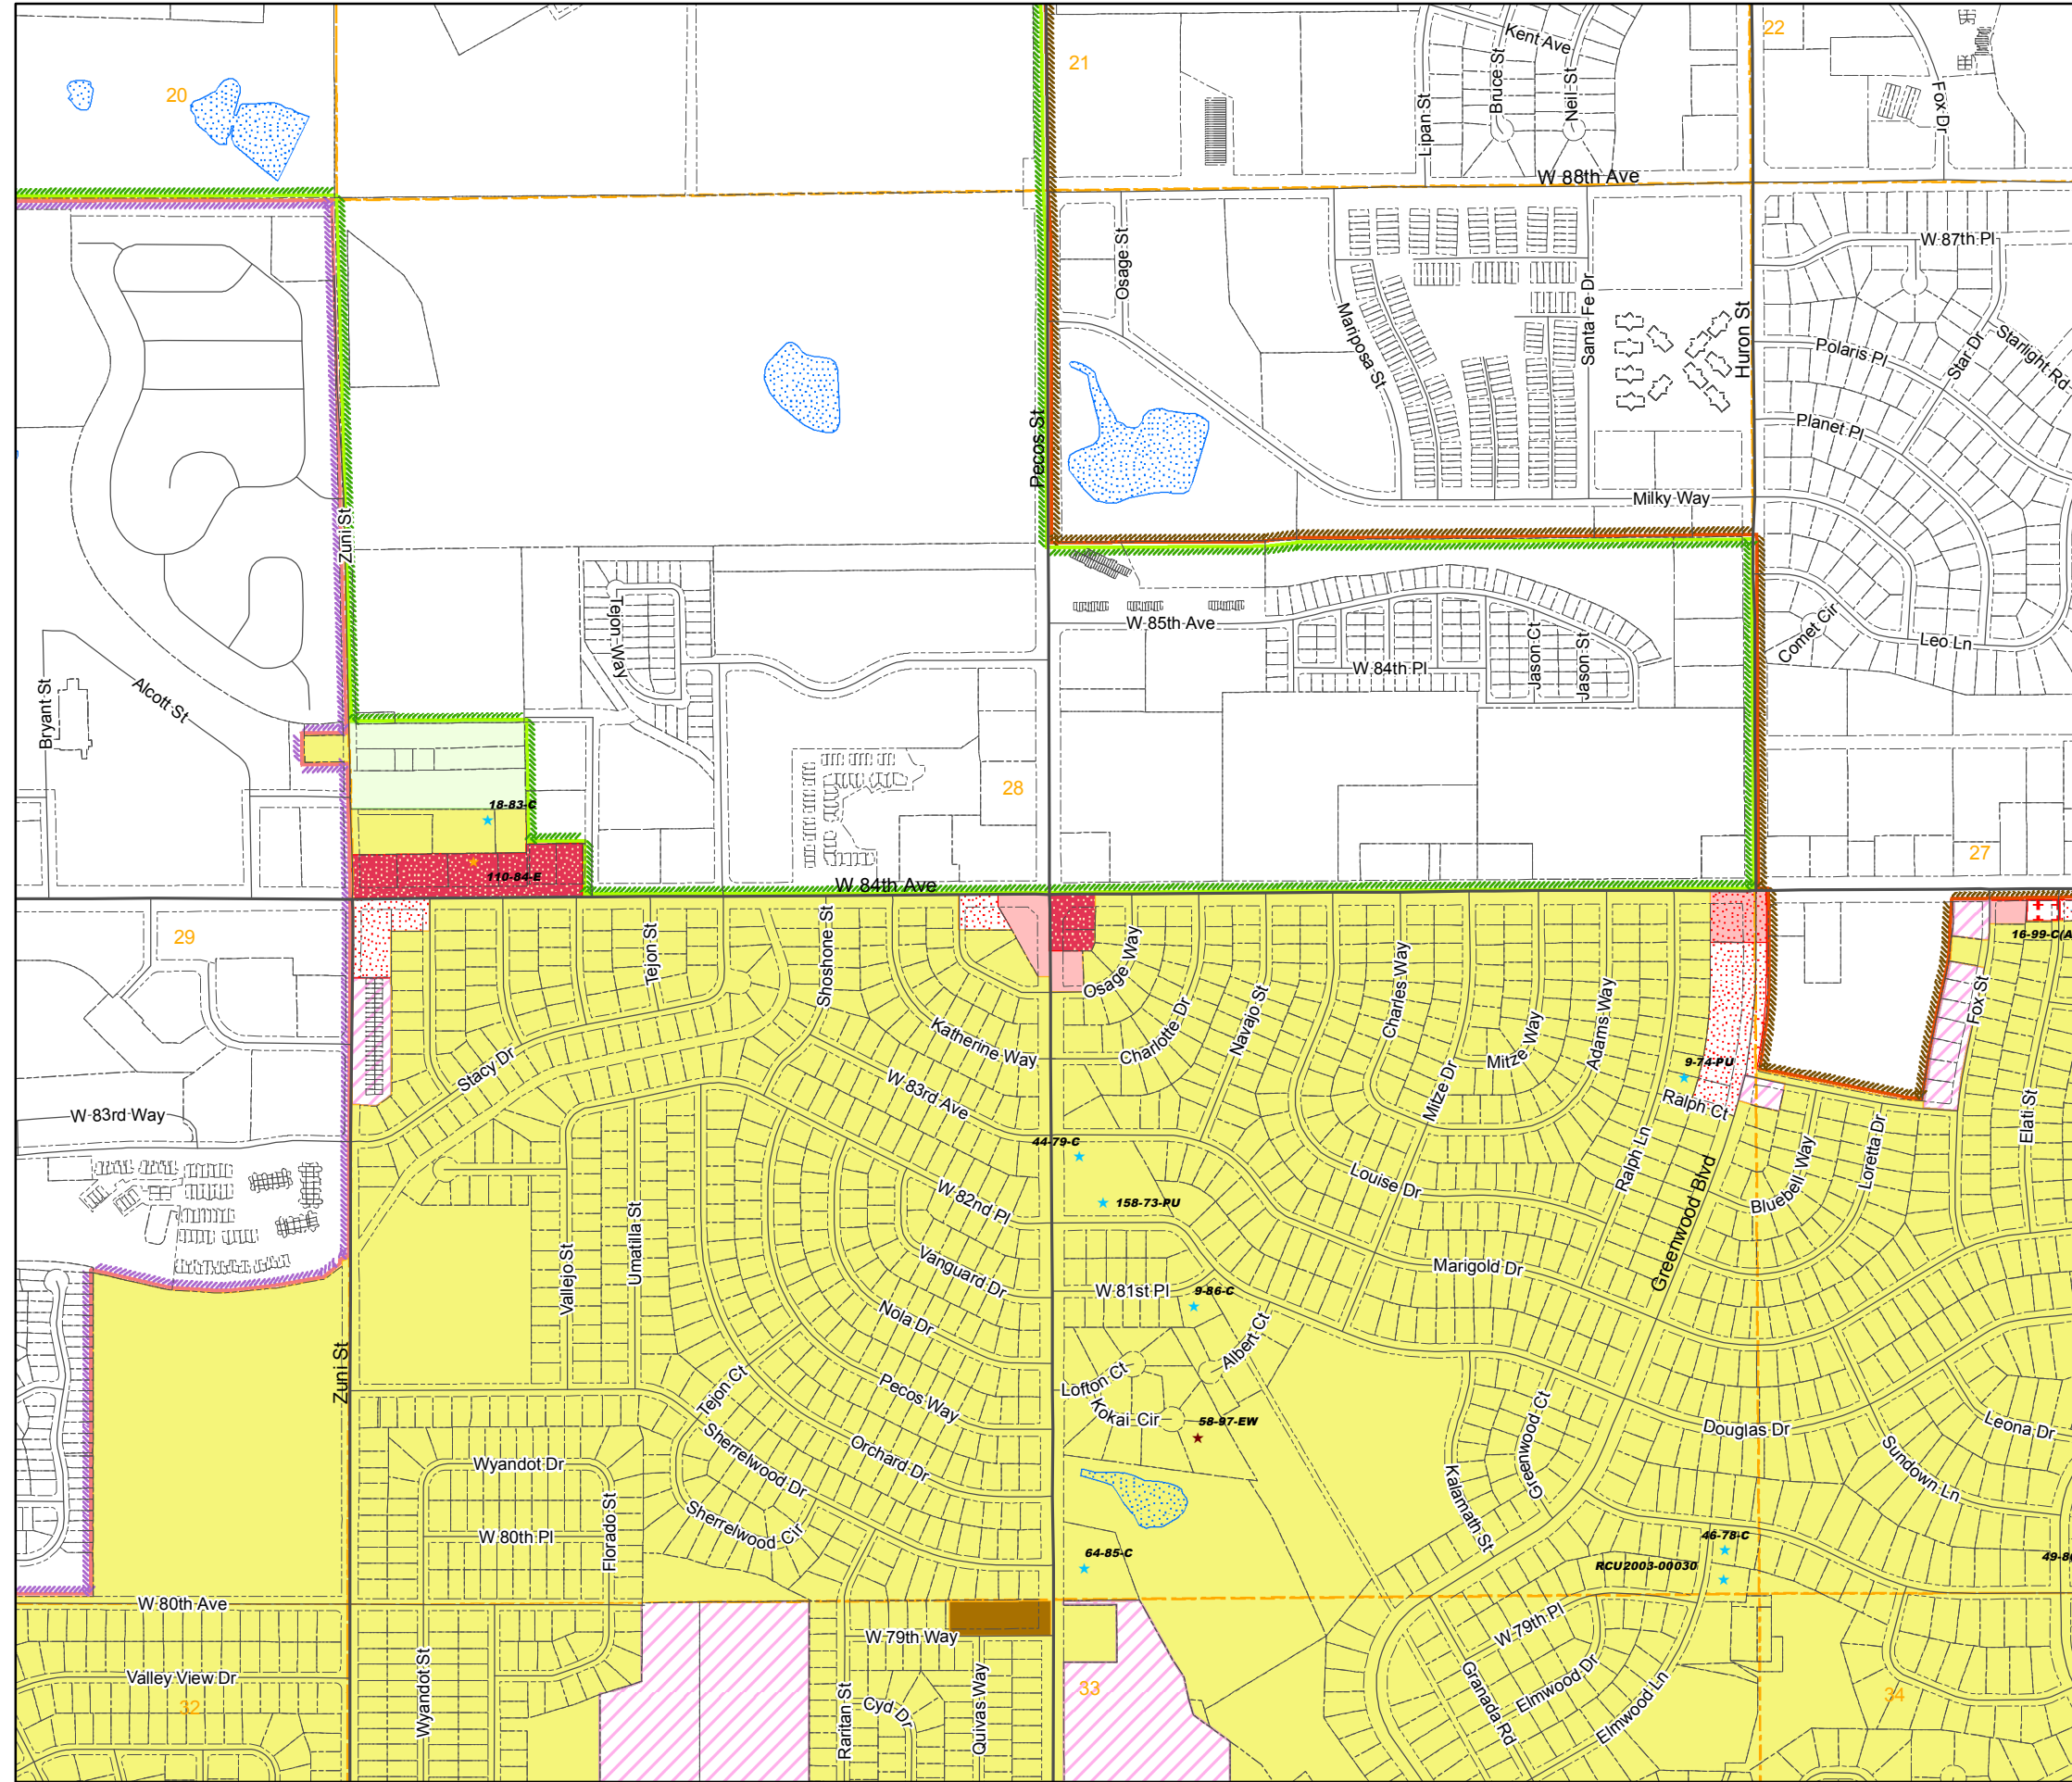 20
21
22
Kent Ave
Bruce St
Neil St
Lipan St
Fox Dr
W 88th Ave
Osage St
Mariposa St
Santa Fe Dr
Huron St
W 87th Pl
Star Dr
Starlight Rd
Polaris Pl
Planet Pl
Pecos St
Milky Way
Zuni St
Tejon Way
W 85th Ave
W 84th Pl
Jason Ct
Jason St
Comet Cir
Leo Ln
Bryant St
Alcott St
28
18-83-C
110-84-E
27
W 84th Ave
29
16-99-C(A
Tejon St
Shoshone St
Osage Way
Katherine Way
Charlotte Dr
Navajo St
Charles Way
Mitze Way
Adams Way
Mitze Dr
Fox St
9-74-PU
Ralph Ct
Stacy Dr
W 83rd Ave
W 83rd Way
44-79-C
Elati St
Ralph Ln
Loretta Dr
Bluebell Way
Louise Dr
158-73-PU
W 82nd Pl
Umatilla St
Vallejo St
Vanguard Dr
Marigold Dr
Greenwood Blvd
W 81st Pl
9-86-C
Nola Dr
Albert Ct
Zuni St
Lofton Ct
Kokai Cir
58-97-EW
Pecos Way
Tejon Ct
Orchard Dr
Sherrelwood Dr
Greenwood Ct
Douglas Dr
Leona Dr
Sundown Ln
Kalamath St
Wyandot Dr
Florado St
W 80th Pl
Sherrelwood Cir
46-78-C
RCU2003-00030
64-85-C
49-8
W 80th Ave
W 79th Way
W 79th Pl
Valley View Dr
32
Wyandot St
Raritan St
Cyd Dr
Quivas Way
33
Granada Rd
Elmwood Dr
Elmwood Ln
34